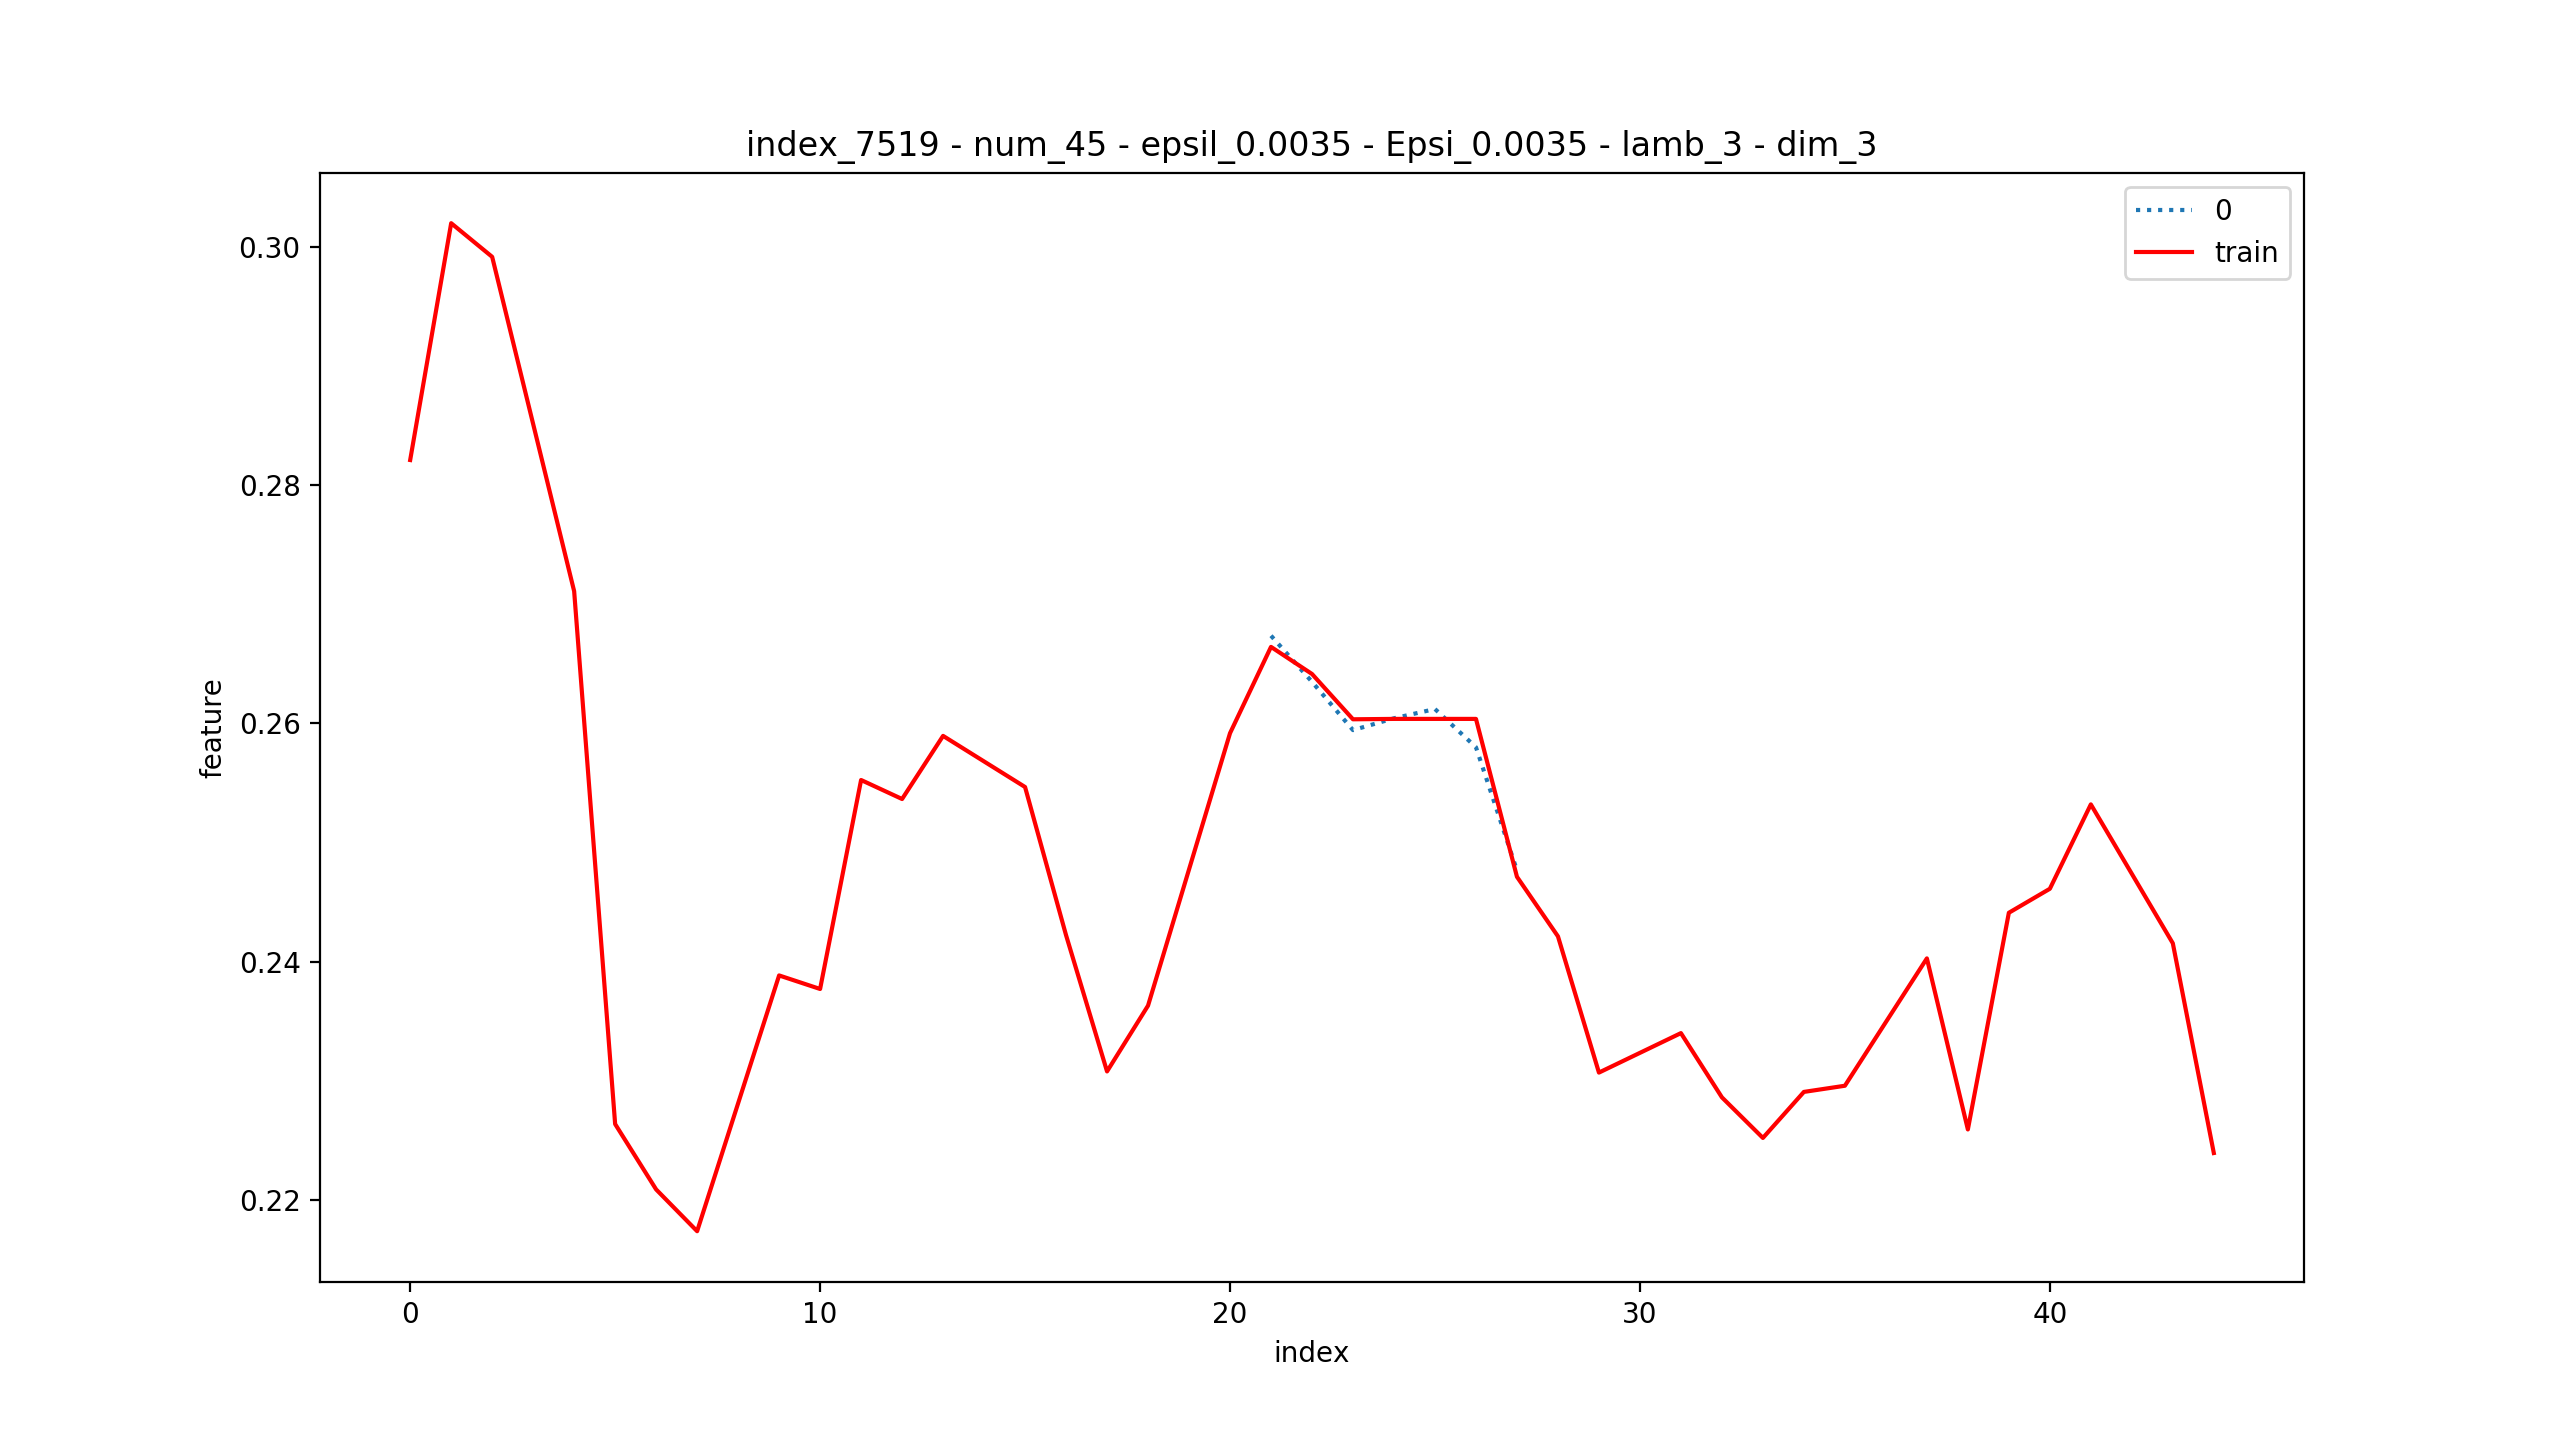 index_7519 - num_45 - epsil_0.0035 - Epsi_0.0035 - lamb_3 - dim_3
0
train
0.30
0.28
0.26
0.24
0.22
feature
0 10 20 30 40
index